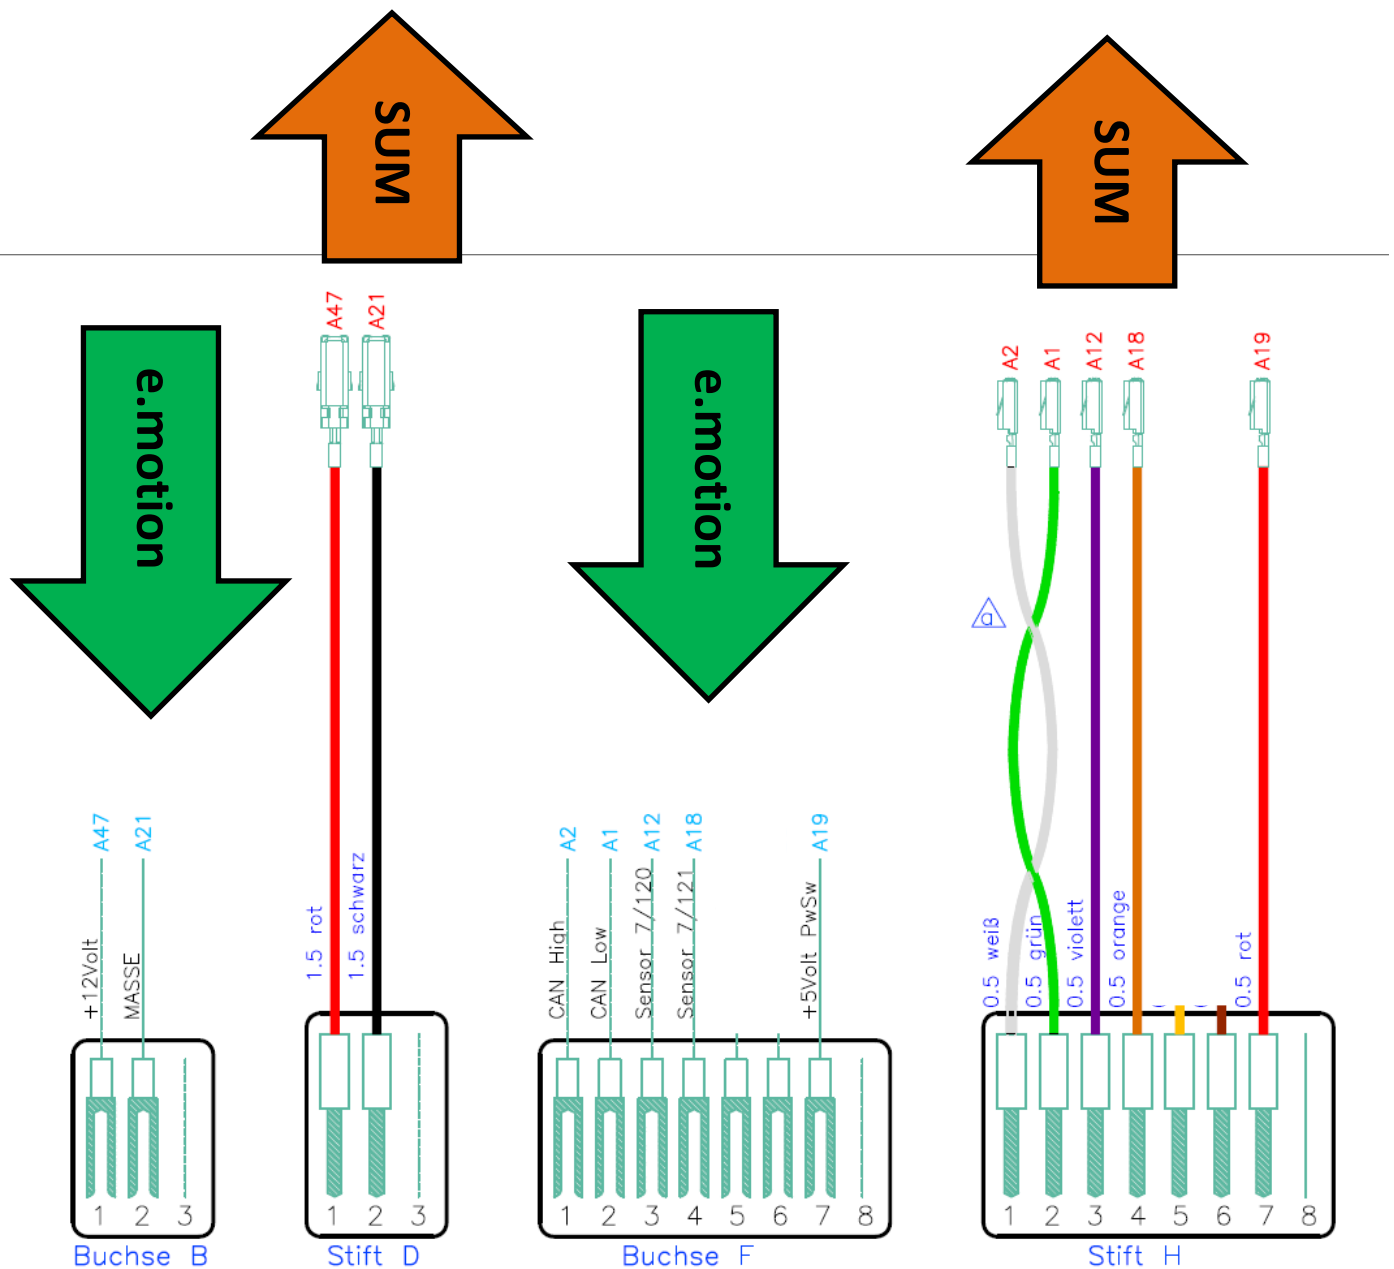 SUM
SUM
e.motion
e.motion
A47
A21
A2
A1
A12
A18
A19
a
A47
A21
A2
A1
A12
A18
A19
+12Volt
MASSE
1.5 rot
1.5 schwarz
CAN High
CAN Low
Sensor 7/120
Sensor 7/121
+5Volt PwSw
0.5 weiß
0.5 grün
0.5 violett
0.5 orange
0.5 rot
1 2 3
1 2 3
1 2 3 4 5 6 7 8
1 2 3 4 5 6 7 8
Buchse B
Stift D
Buchse F
Stift H